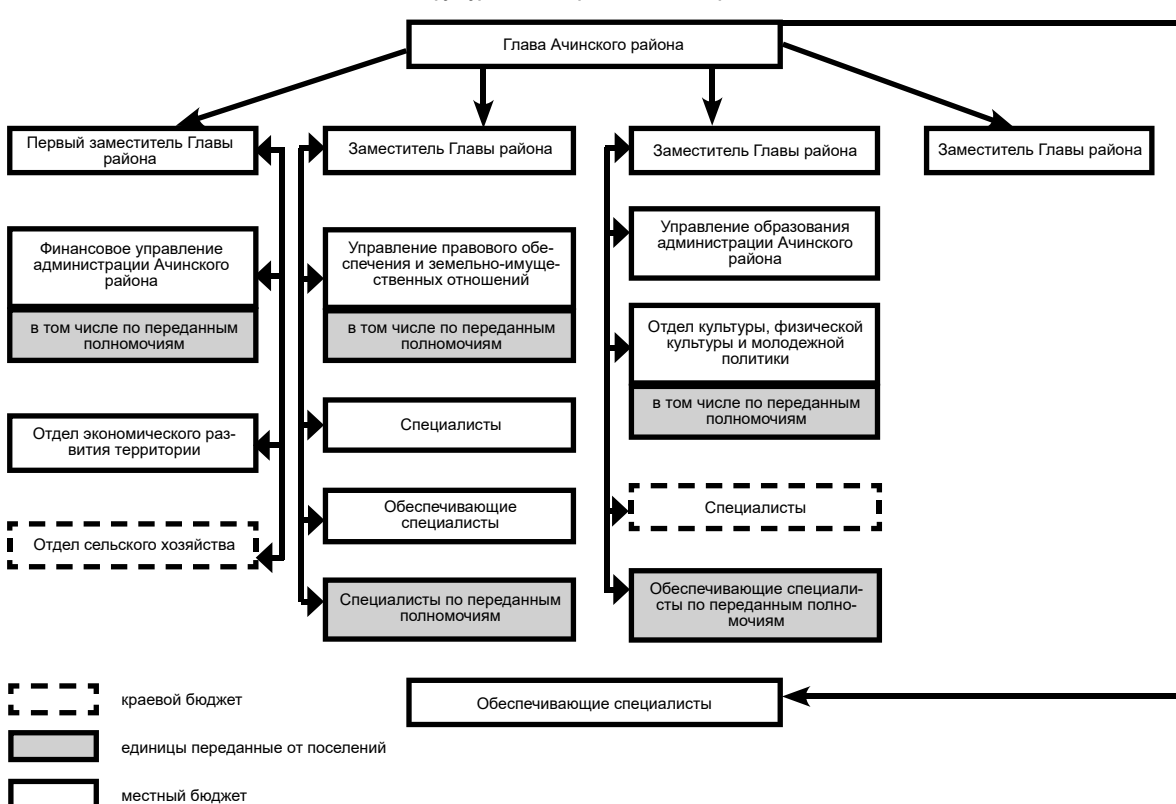 Глава Ачинского района
Первый заместитель Главы
района
Заместитель Главы района
Заместитель Главы района
Заместитель Главы района
Финансовое управление
администрации Ачинского
района
в том числе по переданным
полномочиям
Отдел экономического раз-
вития территории
Отдел сельского хозяйства
Управление правового обе-
спечения и земельно-имуще-
ственных отношений
в том числе по переданным
полномочиям
Специалисты
Обеспечивающие
специалисты
Специалисты по переданным
полномочиям
Управление образования
администрации Ачинского
района
Отдел культуры, физической
культуры и молодежной
политики
в том числе по переданным
полномочиям
Специалисты
Обеспечивающие специали-
сты по переданным полно-
мочиям
Обеспечивающие специалисты
краевой бюджет
единицы переданные от поселений
местный бюджет